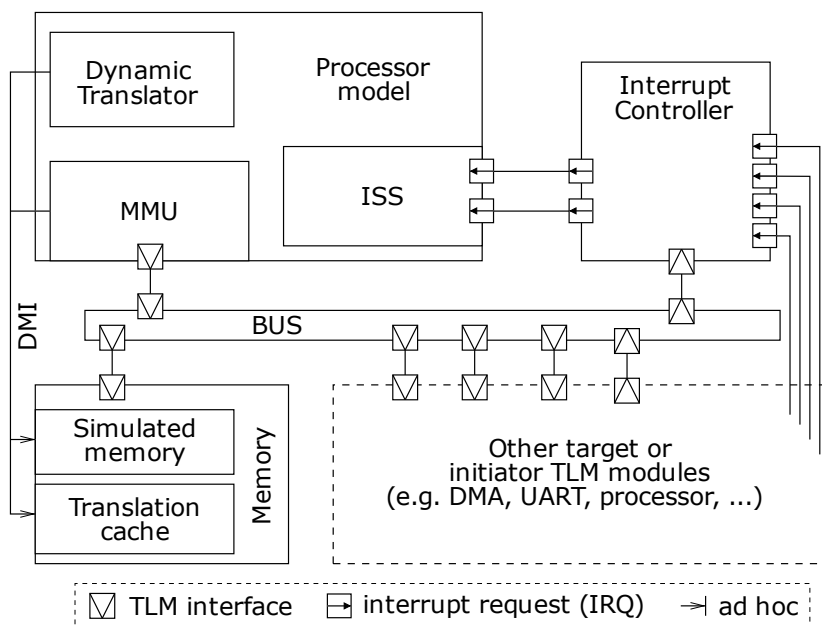 Dynamic
Translator
Processor
model
Interrupt
Controller
MMU
ISS
DMI
BUS
Simulated
memory
Translation
cache
Memory
Other target or
initiator TLM modules
(e.g. DMA, UART, processor, ...)
TLM interface
interrupt request (IRQ)
ad hoc